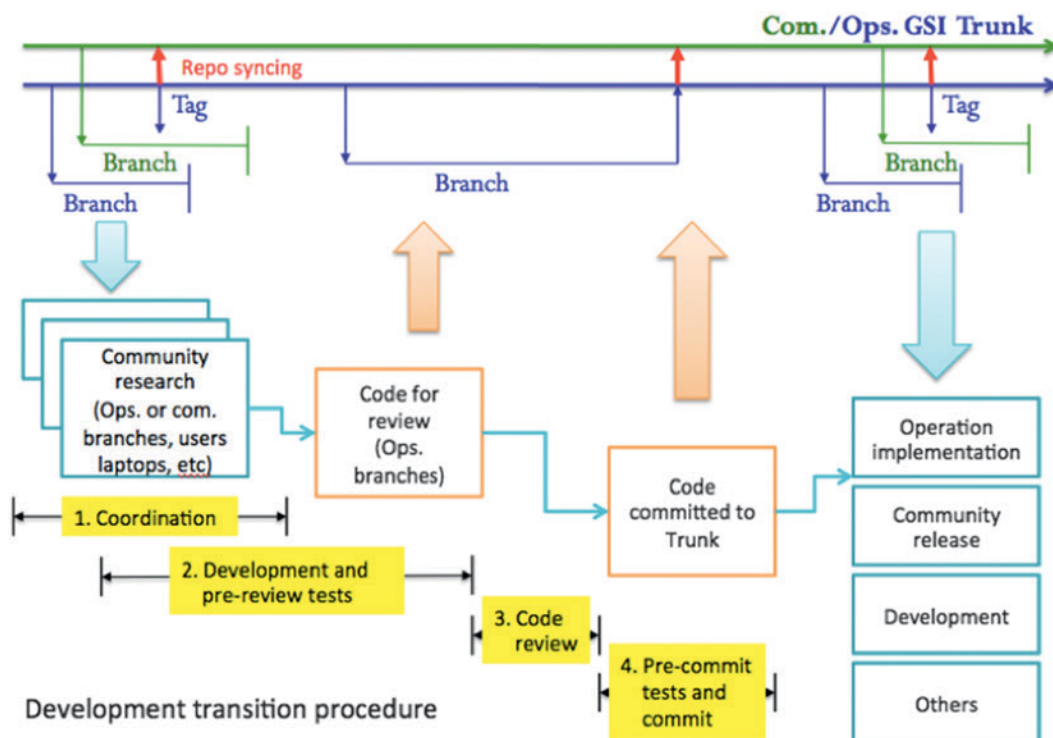 Com./Ops. GSI Trunk
Repo syncing
Tag
Tag
Branch
Branch
Branch
Branch
Branch
Community
research
(Ops. or com.
branches, users
laptops, etc)
Code for
review
(Ops.
branches)
Code
committed to
Trunk
Operation
implementation
Community
release
Development
Others
1. Coordination
2. Development and
pre-review tests
3. Code
review
4. Pre-commit
tests and
commit
Development transition procedure